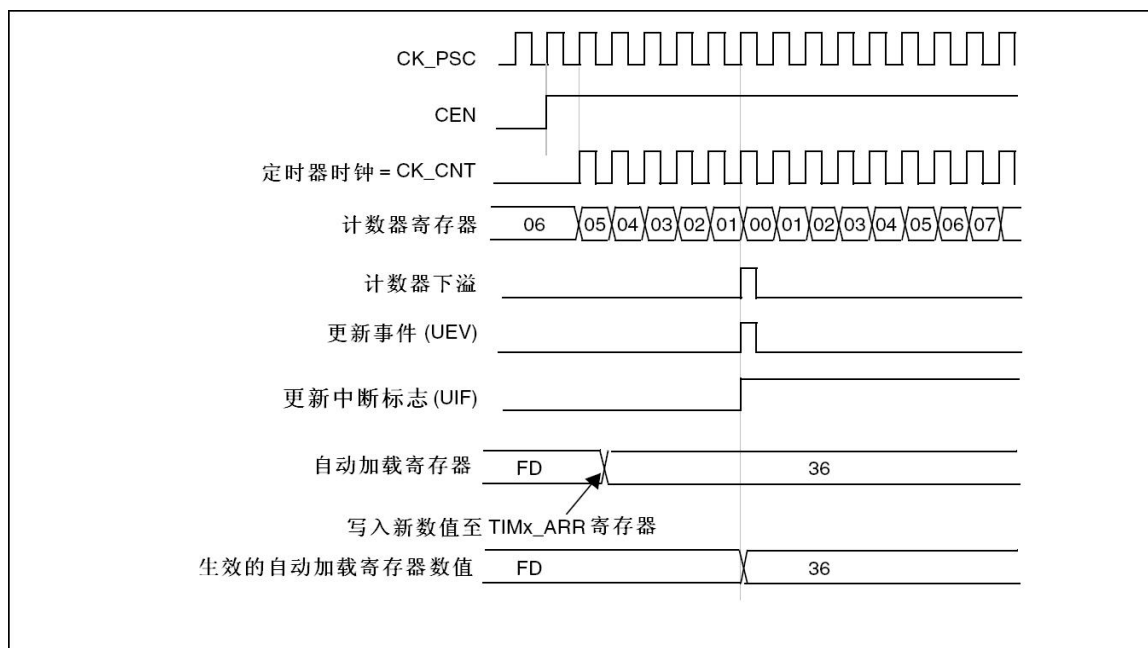 CK_PSC
CEN
定时器时钟 = CK_CNT
计数器寄存器 06 05 04 03 02 01 00 01 02 03 04 05 06 07
计数器下溢
更新事件 (UEV)
更新中断标志 (UIF)
自动加载寄存器 FD 36
写入新数值至 TIMx_ARR 寄存器
生效的自动加载寄存器数值 FD 36